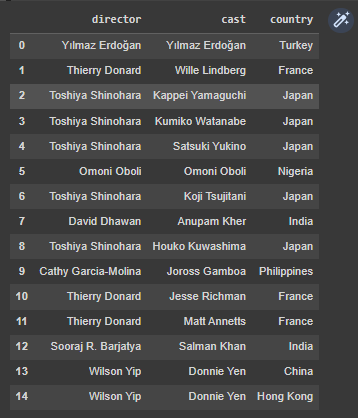 director cast country
0 Yılmaz Erdoğan Yılmaz Erdoğan Turkey
1 Thierry Donard Wille Lindberg France
2 Toshiya Shinohara Kappei Yamaguchi Japan
3 Toshiya Shinohara Kumiko Watanabe Japan
4 Toshiya Shinohara Satsuki Yukino Japan
5 Omoni Oboli Omoni Oboli Nigeria
6 Toshiya Shinohara Koji Tsujitani Japan
7 David Dhawan Anupam Kher India
8 Toshiya Shinohara Houko Kuwashima Japan
9 Cathy Garcia-Molina Joross Gamboa Philippines
10 Thierry Donard Jesse Richman France
11 Thierry Donard Matt Annetts France
12 Sooraj R. Barjatya Salman Khan India
13 Wilson Yip Donnie Yen China
14 Wilson Yip Donnie Yen Hong Kong